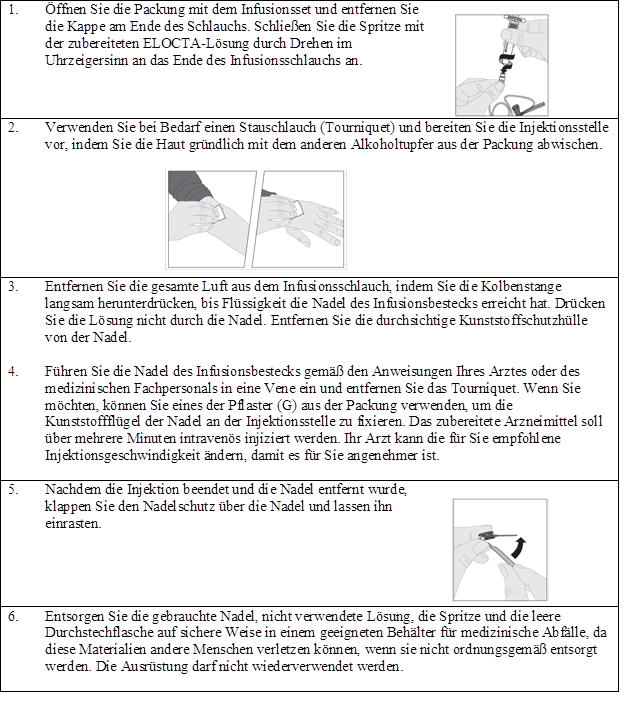 1. Öffnen Sie die Packung mit dem Infusionsset und entfernen Sie
die Kappe am Ende des Schlauchs. Schließen Sie die Spritze mit
der zubereiteten ELOCTA-Lösung durch Drehen im
Uhrzeigersinn an das Ende des Infusionsschlauchs an.
2. Verwenden Sie bei Bedarf einen Stauschlauch (Tourniquet) und bereiten Sie die Injektionsstelle
vor, indem Sie die Haut gründlich mit dem anderen Alkoholtupfer aus der Packung abwischen.
3. Entfernen Sie die gesamte Luft aus dem Infusionsschlauch, indem Sie die Kolbenstange
langsam herunterdrücken, bis Flüssigkeit die Nadel des Infusionsbestecks erreicht hat. Drücken
Sie die Lösung nicht durch die Nadel. Entfernen Sie die durchsichtige Kunststoffschutzhülle
von der Nadel.
4. Führen Sie die Nadel des Infusionsbestecks gemäß den Anweisungen Ihres Arztes oder des
medizinischen Fachpersonals in eine Vene ein und entfernen Sie das Tourniquet. Wenn Sie
möchten, können Sie eines der Pflaster (G) aus der Packung verwenden, um die
Kunststoffflügel der Nadel an der Injektionsstelle zu fixieren. Das zubereitete Arzneimittel soll
über mehrere Minuten intravenös injiziert werden. Ihr Arzt kann die für Sie empfohlene
Injektionsgeschwindigkeit ändern, damit es für Sie angenehmer ist.
5. Nachdem die Injektion beendet und die Nadel entfernt wurde,
klappen Sie den Nadelschutz über die Nadel und lassen ihn
einrasten.
6. Entsorgen Sie die gebrauchte Nadel, nicht verwendete Lösung, die Spritze und die leere
Durchstechflasche auf sichere Weise in einem geeigneten Behälter für medizinische Abfälle, da
diese Materialien andere Menschen verletzen können, wenn sie nicht ordnungsgemäß entsorgt
werden. Die Ausrüstung darf nicht wiederverwendet werden.